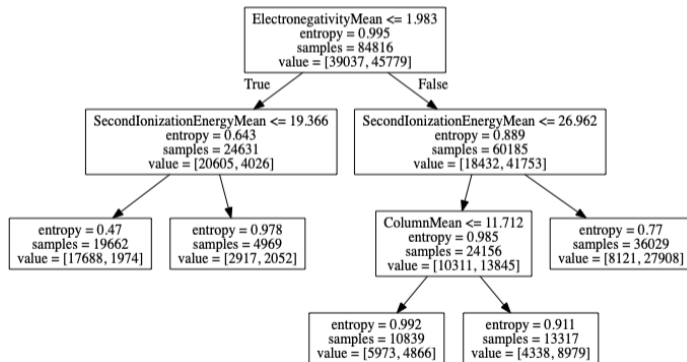 ElectronegativityMean <= 1.983
entropy = 0.995
samples = 84816
value = [39037, 45779]
True
False
SecondIonizationEnergyMean <= 19.366
entropy = 0.643
samples = 24631
value = [20605, 4026]
SecondIonizationEnergyMean <= 26.962
entropy = 0.889
samples = 60185
value = [18432, 41753]
entropy = 0.47
samples = 19662
value = [17688, 1974]
entropy = 0.978
samples = 4969
value = [2917, 2052]
ColumnMean <= 11.712
entropy = 0.985
samples = 24156
value = [10311, 13845]
entropy = 0.77
samples = 36029
value = [8121, 27908]
entropy = 0.992
samples = 10839
value = [5973, 4866]
entropy = 0.911
samples = 13317
value = [4338, 8979]